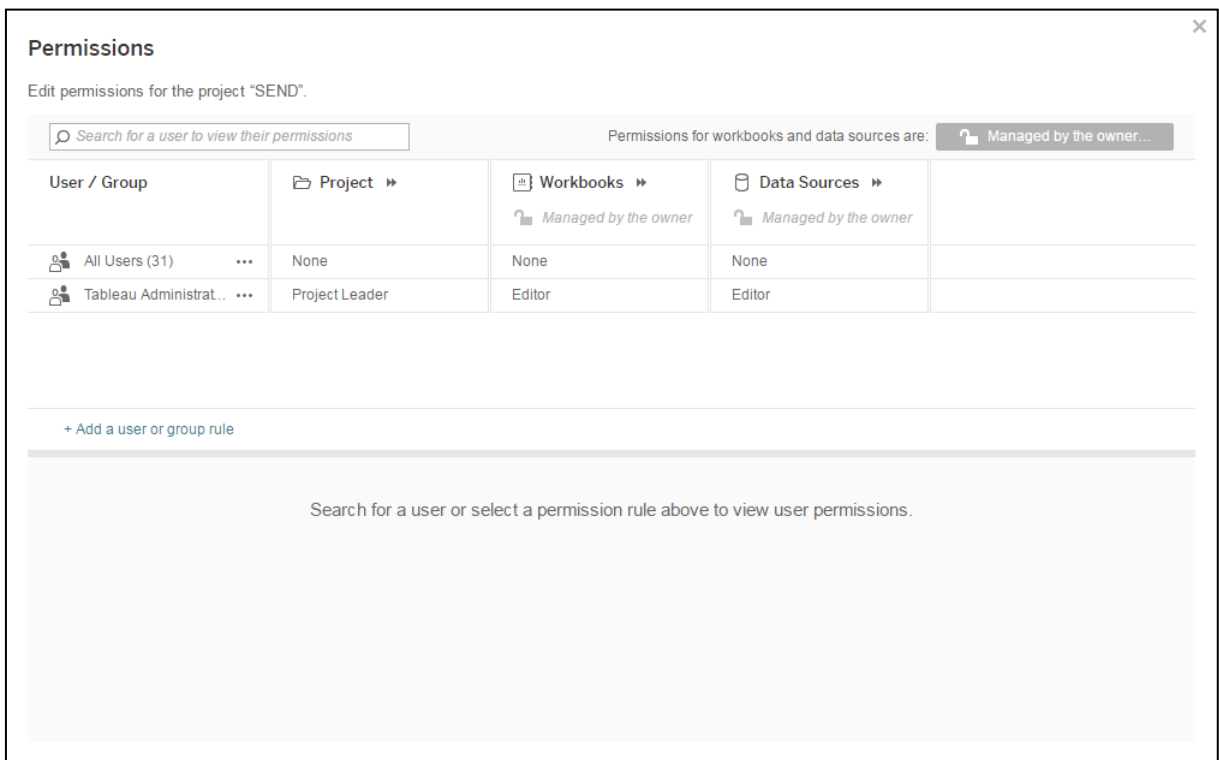 Permissions
Edit permissions for the project “SEND”.
Search for a user to view their permissions
Permissions for workbooks and data sources are:
Managed by the owner...
User / Group
Project
Workbooks
Data Sources
Managed by the owner
Managed by the owner
All Users (31)
None
None
None
Tableau Administrat...
Project Leader
Editor
Editor
+ Add a user or group rule
Search for a user or select a permission rule above to view user permissions.